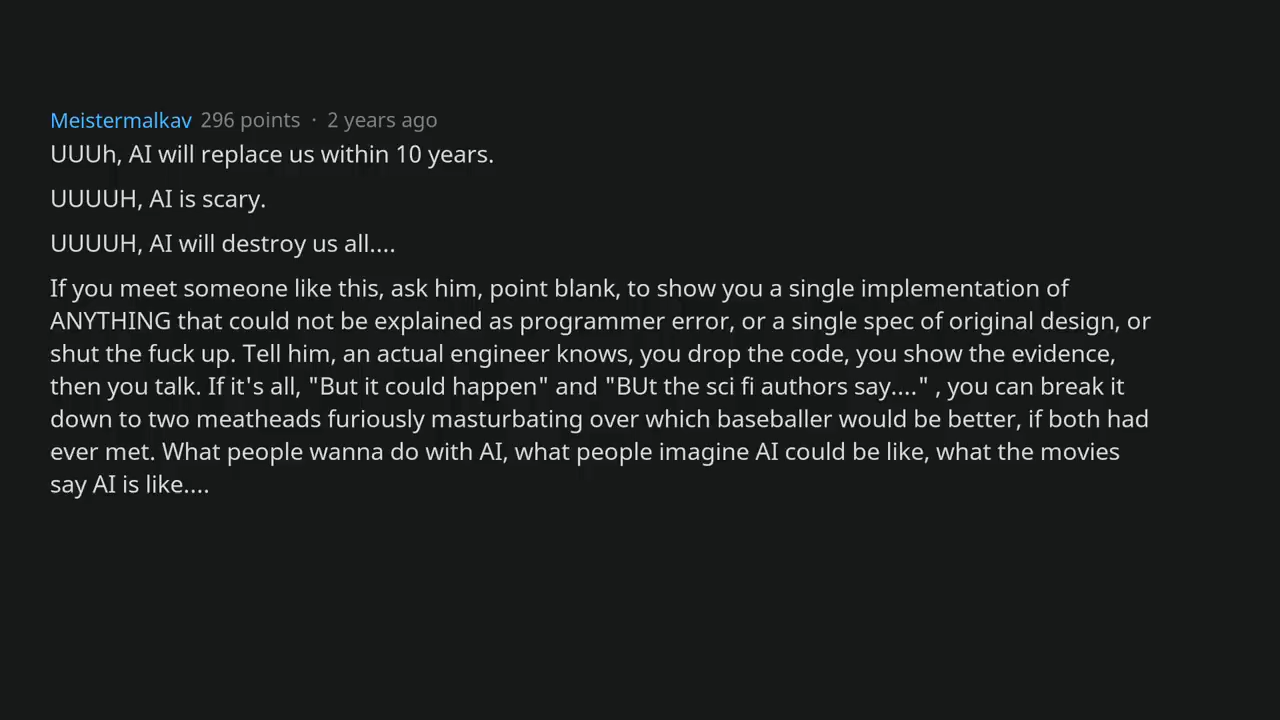 Meistermalkav 296 points · 2 years ago
UUUh, AI will replace us within 10 years.
UUUUH, AI is scary.
UUUUH, AI will destroy us all....
If you meet someone like this, ask him, point blank, to show you a single implementation of
ANYTHING that could not be explained as programmer error, or a single spec of original design, or
shut the fuck up. Tell him, an actual engineer knows, you drop the code, you show the evidence,
then you talk. If it's all, "But it could happen" and "BUt the sci fi authors say...." , you can break it
down to two meatheads furiously masturbating over which baseballer would be better, if both had
ever met. What people wanna do with AI, what people imagine AI could be like, what the movies
say AI is like....